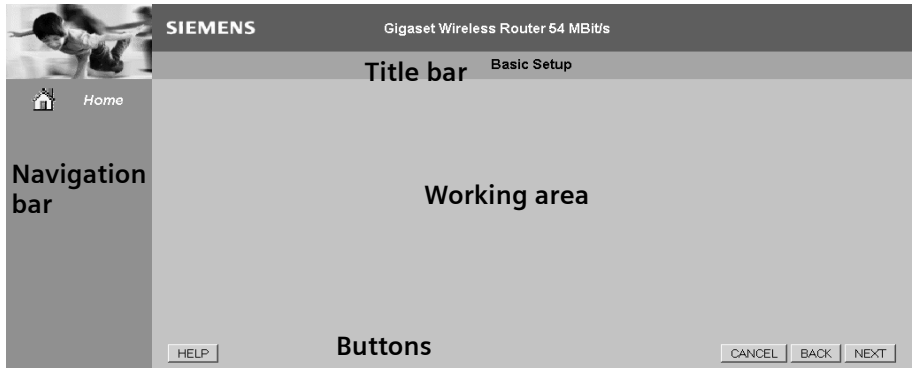 SIEMENS
Gigaset Wireless Router 54 MBit/s
Title bar
Basic Setup
Home
Navigation
bar
Working area
Buttons
HELP
CANCEL
BACK
NEXT